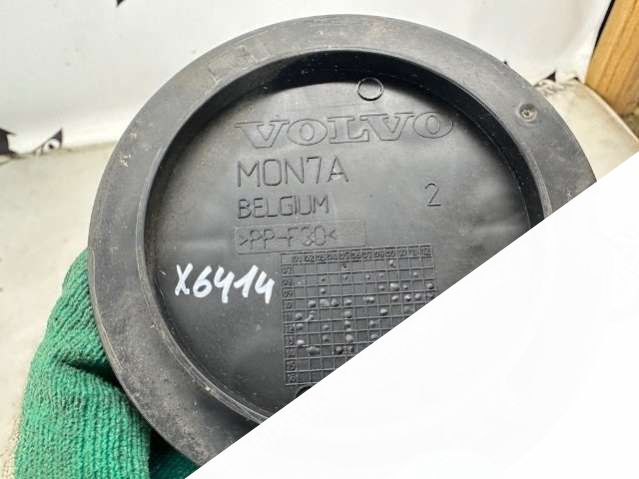 VOLVO
MON7A
BELGIUM 2
>PP-F30<
X6414